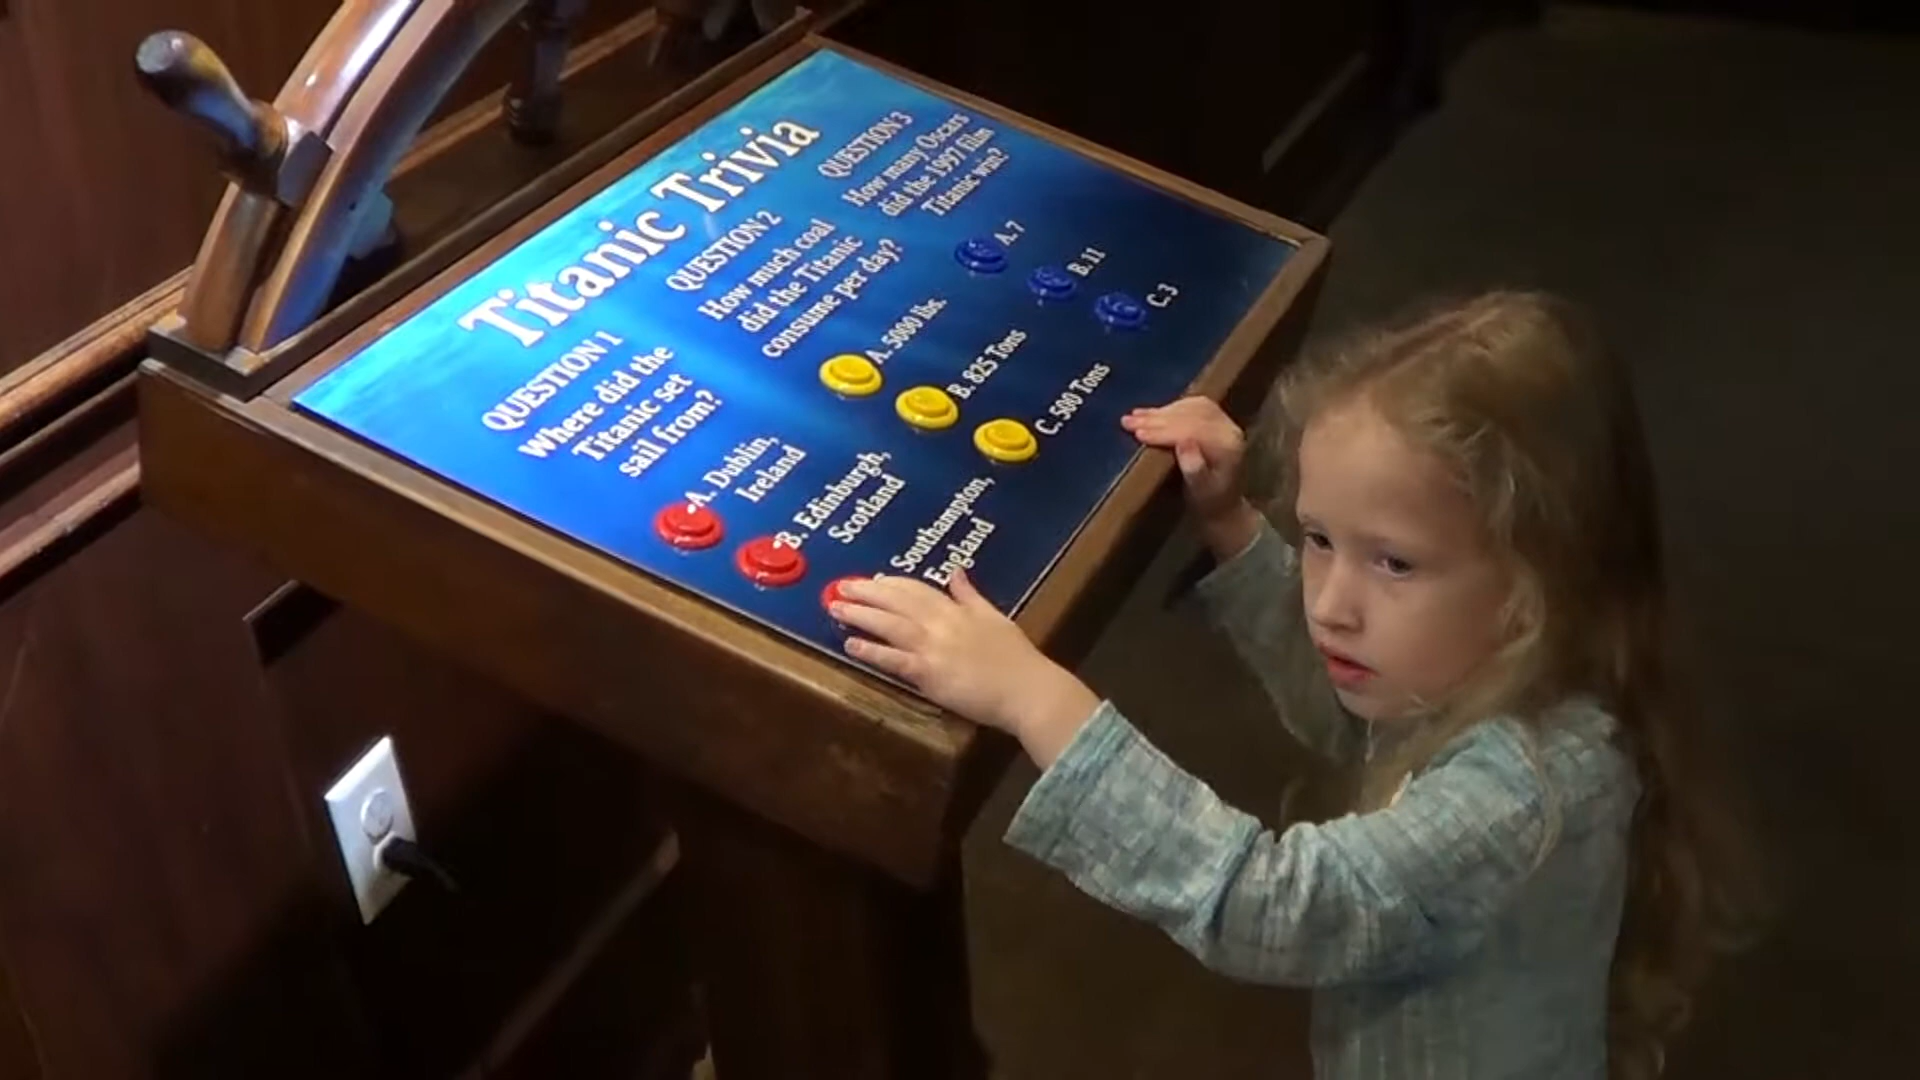 Titanic Trivia
QUESTION 1
where did the
Titanic set
sail from?
A. Dublin,
Ireland
B. Edinburgh,
Scotland
Southampton,
England
QUESTION 2
How much coal
did the Titanic
consume per day?
A. 5000 lbs.
B. 825 Tons
C. 500 Tons
QUESTION 3
How many Oscars
did the 1997 film
Titanic win?
A. 7
B. 11
C. 3